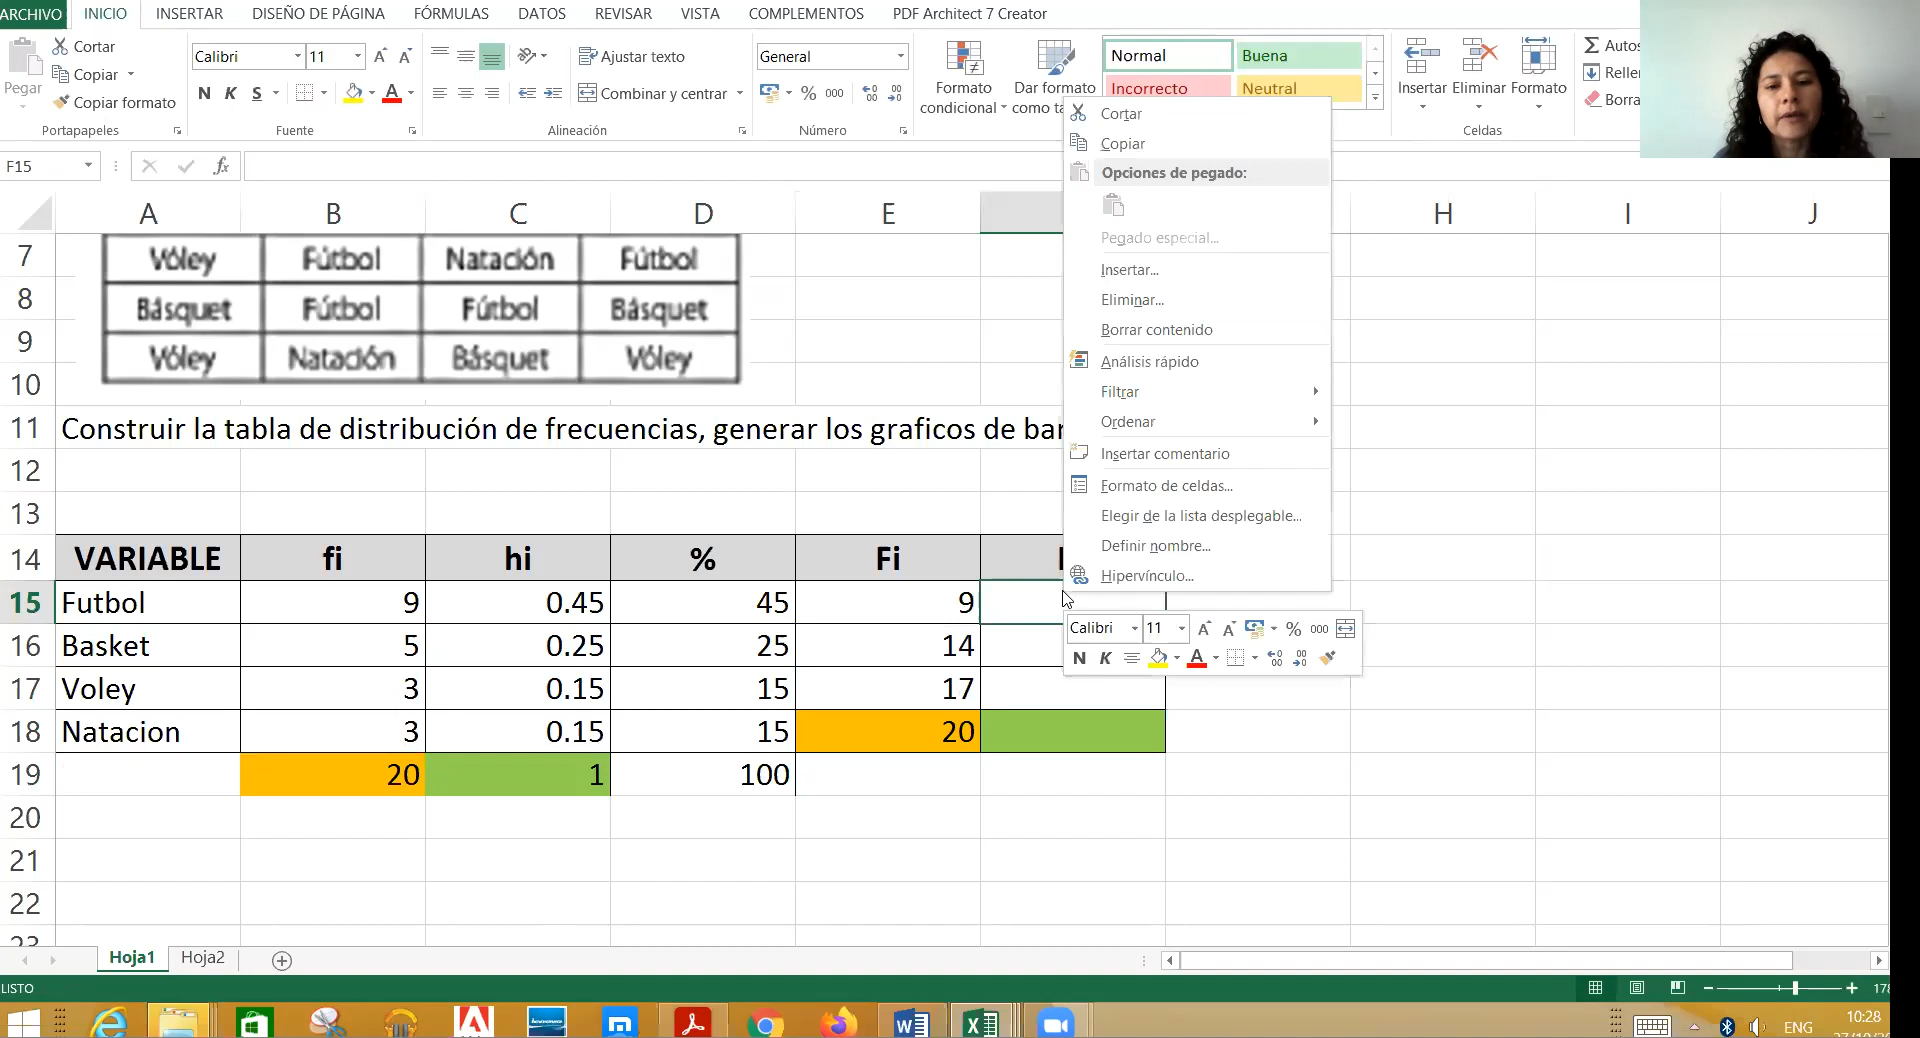 ARCHIVO INICIO INSERTAR DISEÑO DE PÁGINA FÓRMULAS DATOS REVISAR VISTA COMPLEMENTOS PDF Architect 7 Creator
Pegar
Cortar
Copiar
Copiar formato
Portapapeles
Calibri 11
N K S A
Fuente
Ajustar texto
Combinar y centrar
Alineación
General
% 000
Número
Formato condicional
Dar formato
Normal Buena
Incorrecto Neutral
Insertar Eliminar Formato
Celdas
F15 fx
A B C D E H I J
7 Vóley Fútbol Natación Fútbol
8 Básquet Fútbol Fútbol Básquet
9 Vóley Natación Básquet Vóley
10
11 Construir la tabla de distribución de frecuencias, generar los graficos de
12
13
14 VARIABLE fi hi % Fi
15 Futbol 9 0.45 45 9
16 Basket 5 0.25 25 14
17 Voley 3 0.15 15 17
18 Natacion 3 0.15 15 20
19 20 1 100
20
21
22
Cortar
Copiar
Opciones de pegado:
Pegado especial...
Insertar...
Eliminar...
Borrar contenido
Análisis rápido
Filtrar
Ordenar
Insertar comentario
Formato de celdas...
Elegir de la lista desplegable...
Definir nombre...
Hipervínculo...
Calibri 11 A A % 000
N K A
Hoja1 Hoja2
LISTO
ENG 10:28